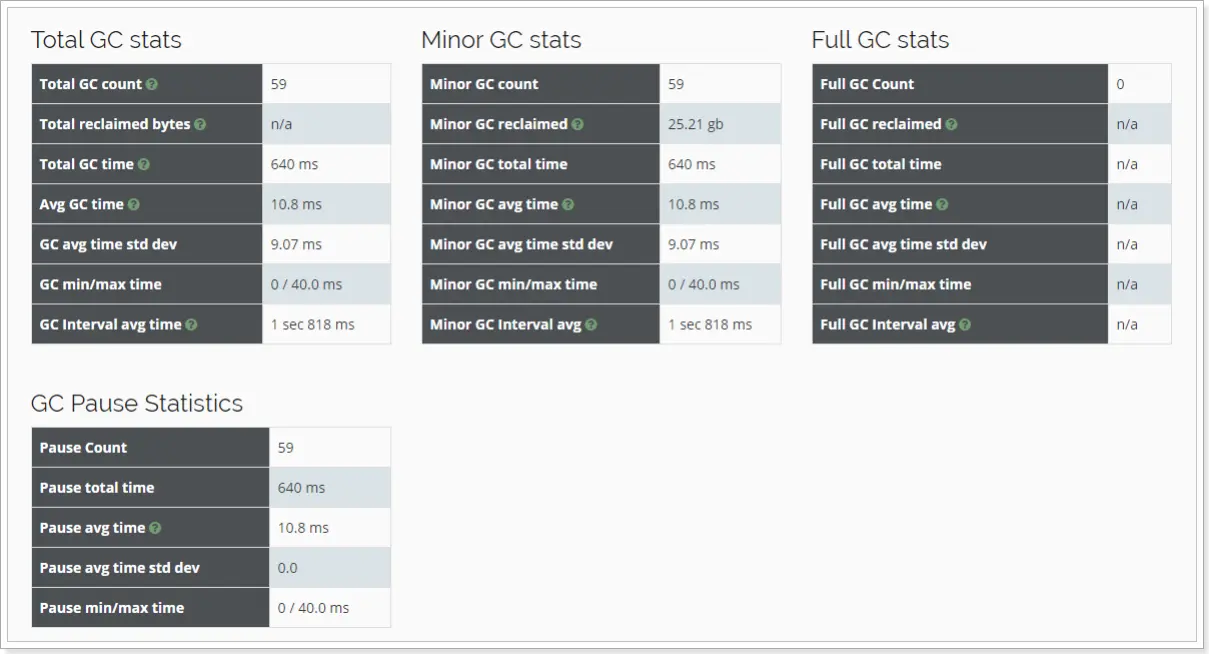 Total GC stats
Total GC count 59
Total reclaimed bytes n/a
Total GC time 640 ms
Avg GC time 10.8 ms
GC avg time std dev 9.07 ms
GC min/max time 0 / 40.0 ms
GC Interval avg time 1 sec 818 ms
Minor GC stats
Minor GC count 59
Minor GC reclaimed 25.21 gb
Minor GC total time 640 ms
Minor GC avg time 10.8 ms
Minor GC avg time std dev 9.07 ms
Minor GC min/max time 0 / 40.0 ms
Minor GC Interval avg 1 sec 818 ms
Full GC stats
Full GC Count 0
Full GC reclaimed n/a
Full GC total time n/a
Full GC avg time n/a
Full GC avg time std dev n/a
Full GC min/max time n/a
Full GC Interval avg n/a
GC Pause Statistics
Pause Count 59
Pause total time 640 ms
Pause avg time 10.8 ms
Pause avg time std dev 0.0
Pause min/max time 0 / 40.0 ms